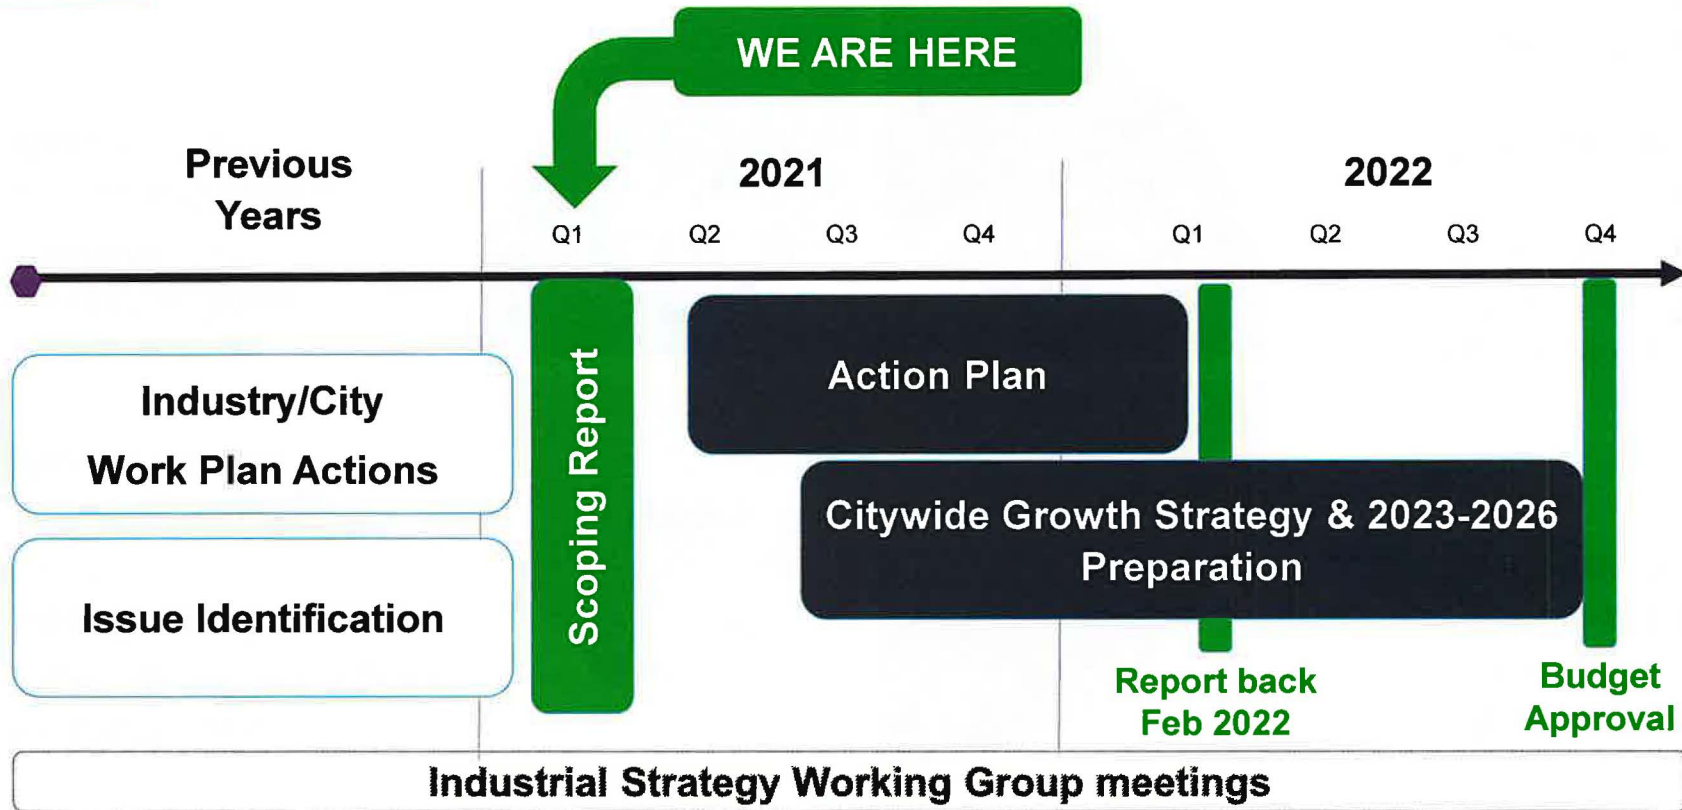 WE ARE HERE
Previous
Years
2021
2022
Q1
Q2
Q3
Q4
Q1
Q2
Q3
Q4
Industry/City
Work Plan Actions
Issue Identification
Scoping Report
Action Plan
Citywide Growth Strategy & 2023-2026
Preparation
Report back
Feb 2022
Budget
Approval
Industrial Strategy Working Group meetings